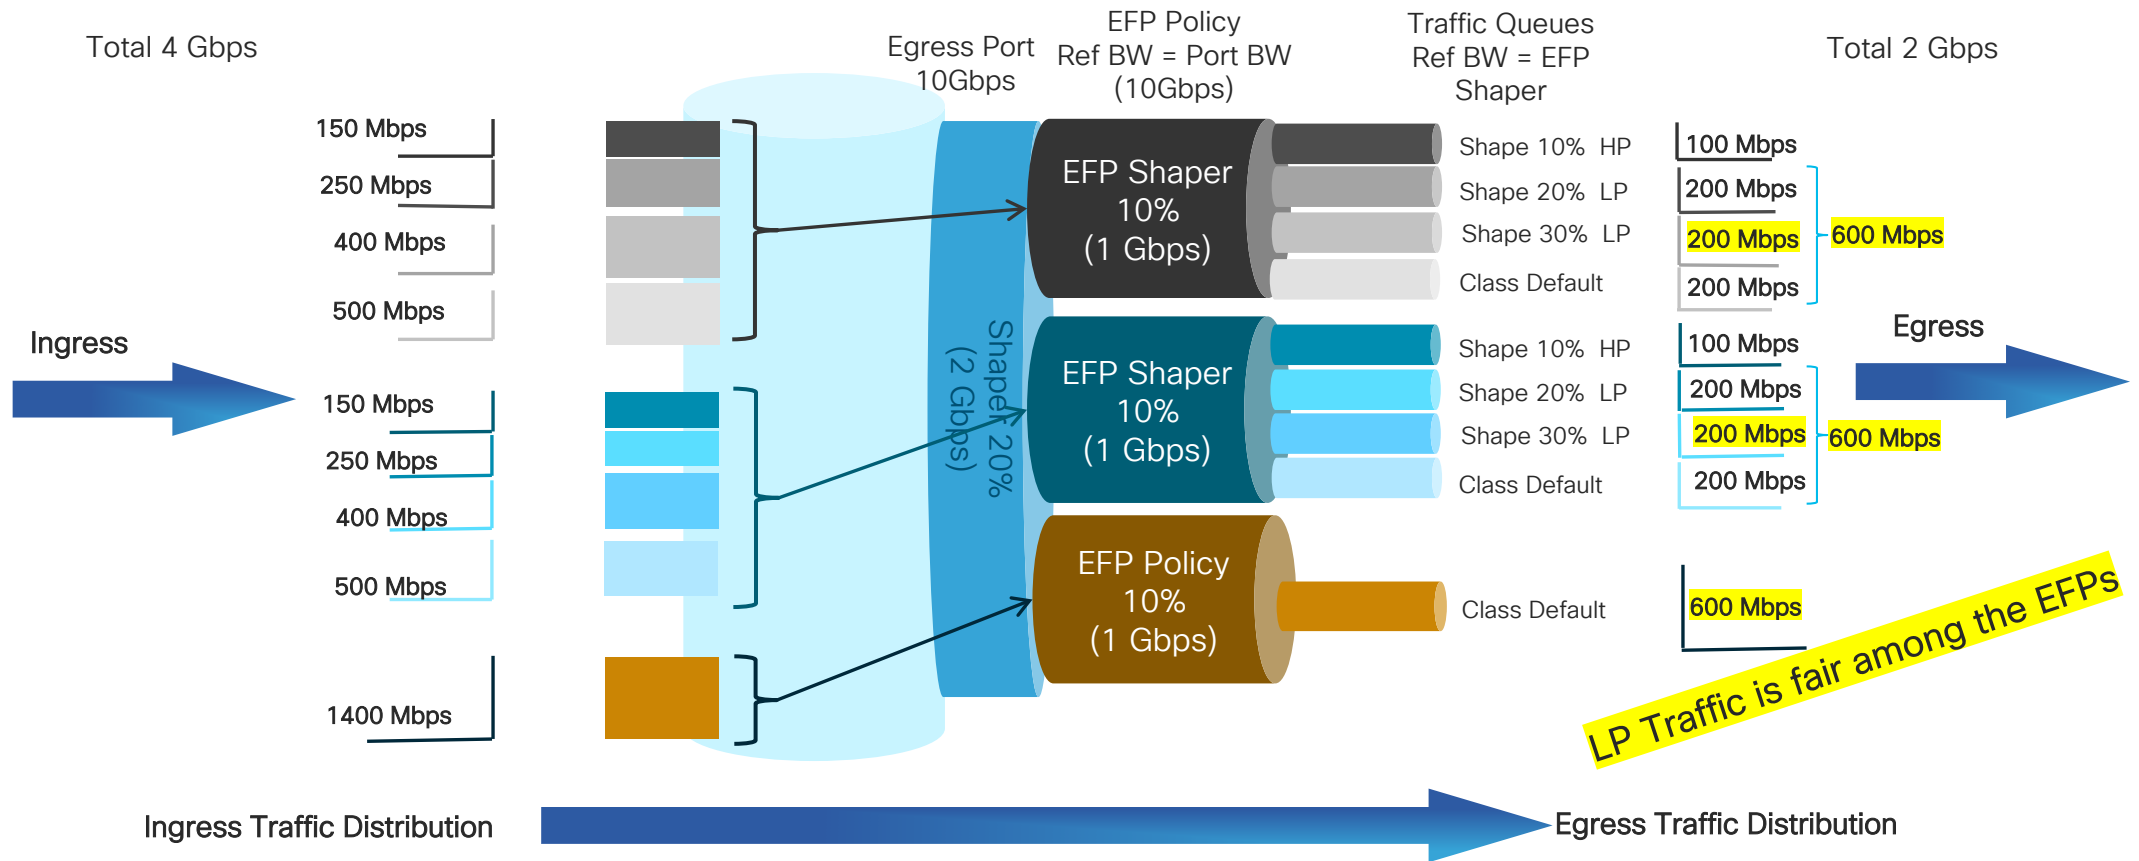 Total 4 Gbps
Egress Port
10Gbps
EFP Policy
Ref BW = Port BW
(10Gbps)
Traffic Queues
Ref BW = EFP
Shaper
Total 2 Gbps
150 Mbps
250 Mbps
400 Mbps
500 Mbps
EFP Shaper
10%
(1 Gbps)
Shape 10%  HP
Shape 20%  LP
Shape 30%  LP
Class Default
100 Mbps
200 Mbps
200 Mbps
200 Mbps
600 Mbps
Ingress
Shaper 20%
(2 Gbps)
150 Mbps
250 Mbps
400 Mbps
500 Mbps
EFP Shaper
10%
(1 Gbps)
Shape 10%  HP
Shape 20%  LP
Shape 30%  LP
Class Default
100 Mbps
200 Mbps
200 Mbps
200 Mbps
600 Mbps
Egress
1400 Mbps
EFP Policy
10%
(1 Gbps)
Class Default
600 Mbps
LP Traffic is fair among the EFPs
Ingress Traffic Distribution
Egress Traffic Distribution